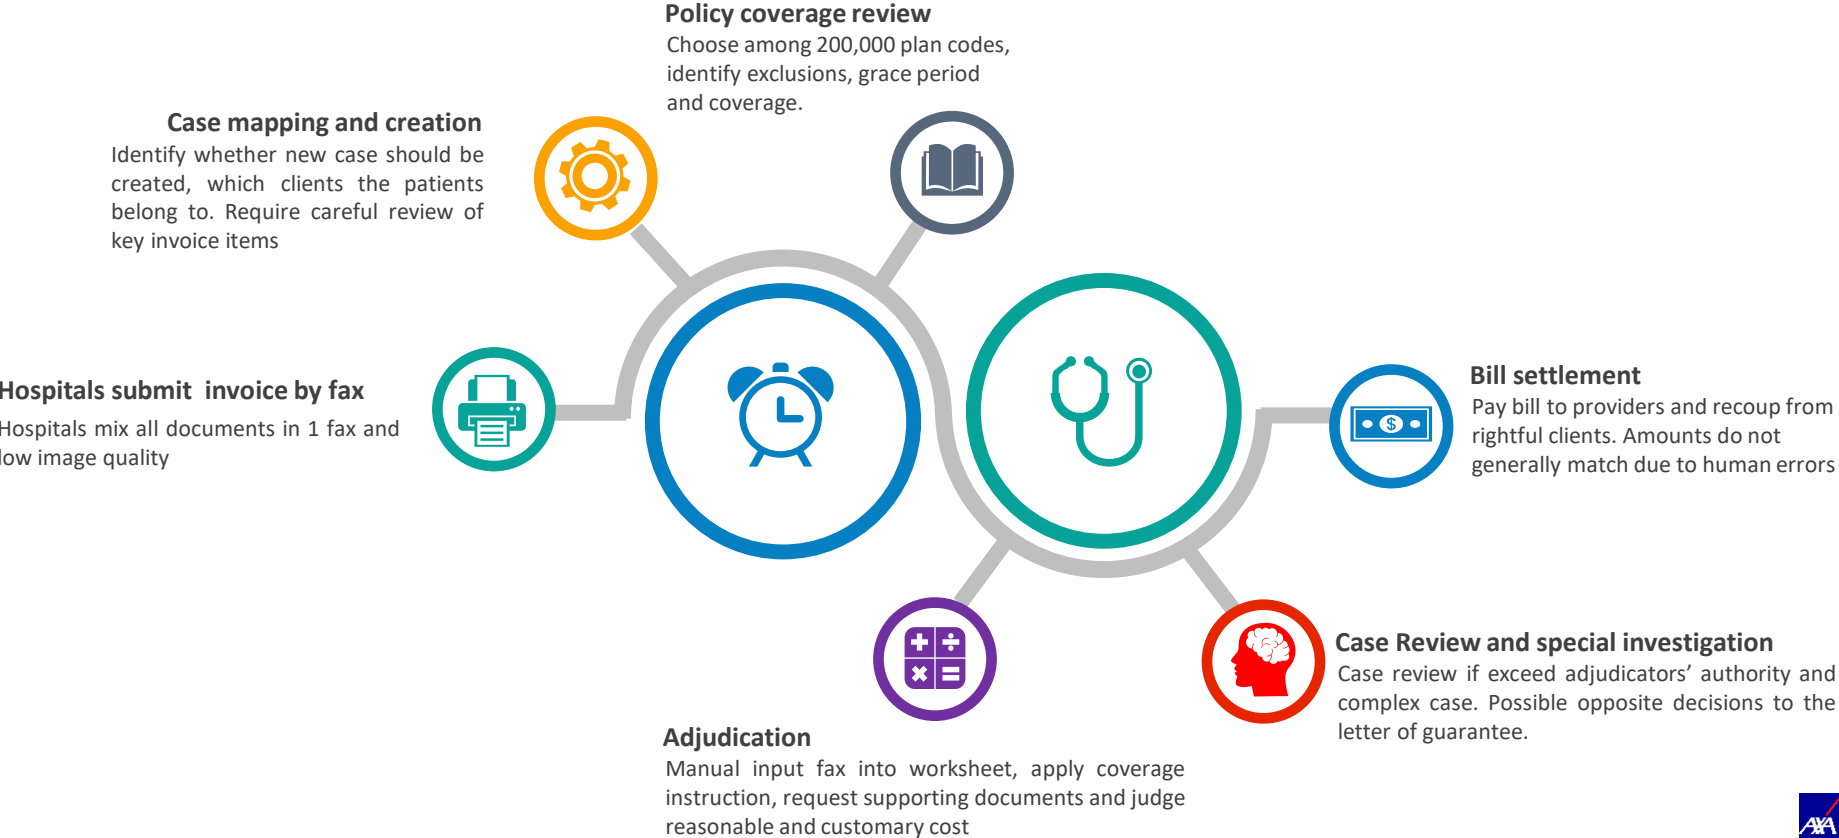 Policy coverage review
Choose among 200,000 plan codes,
identify exclusions, grace period
and coverage.
Case mapping and creation
Identify whether new case should be
created, which clients the patients
belong to. Require careful review of
key invoice items
Hospitals submit invoice by fax
Hospitals mix all documents in 1 fax and
low image quality
Bill settlement
Pay bill to providers and recoup from
rightful clients. Amounts do not
generally match due to human errors
$
Case Review and special investigation
Case review if exceed adjudicators’ authority and
complex case. Possible opposite decisions to the
letter of guarantee.
Adjudication
Manual input fax into worksheet, apply coverage
instruction, request supporting documents and judge
reasonable and customary cost
AXA